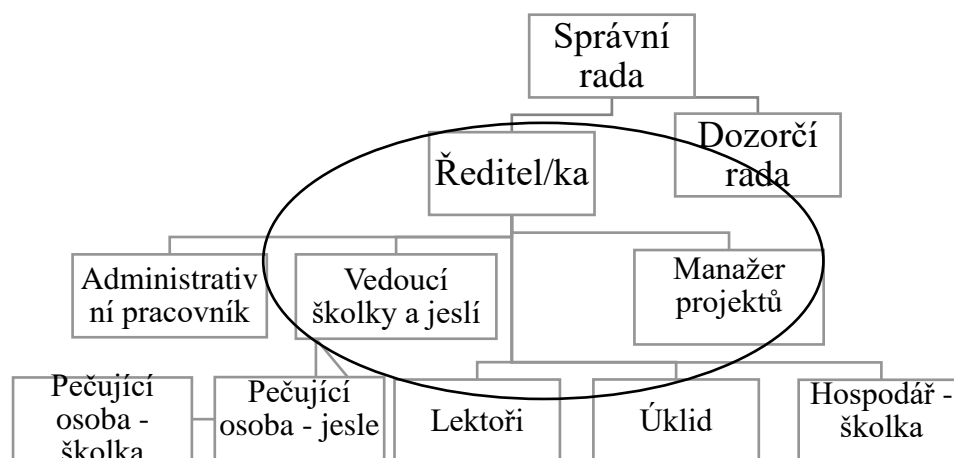 Správní
rada
Dozorčí
rada
Ředitel/ka
Administrativ
ní pracovník
Vedoucí
školky a jeslí
Manažer
projektů
Pečující
osoba -
školka
Pečující
osoba - jesle
Lektoři
Úklid
Hospodář -
školka